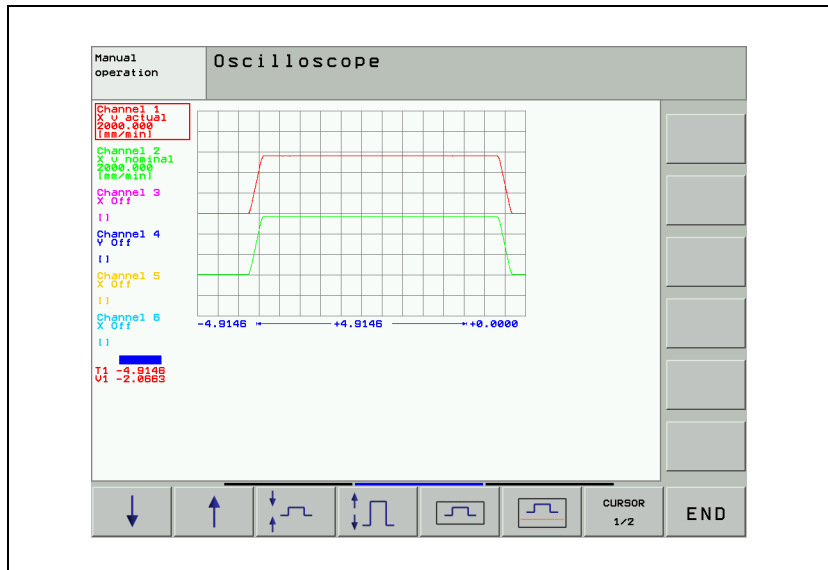 Manual
operation
Oscilloscope
Channel 1
X v actual
2000.000
[mm/min]
Channel 2
X v nominal
2000.000
[mm/min]
Channel 3
X Off
[]
Channel 4
Y Off
[]
Channel 5
X Off
[]
Channel 6
X Off
[]
-4.9146
+4.9146
+0.0000
T1 -4.9146
V1 -2.0663
CURSOR
1/2
END